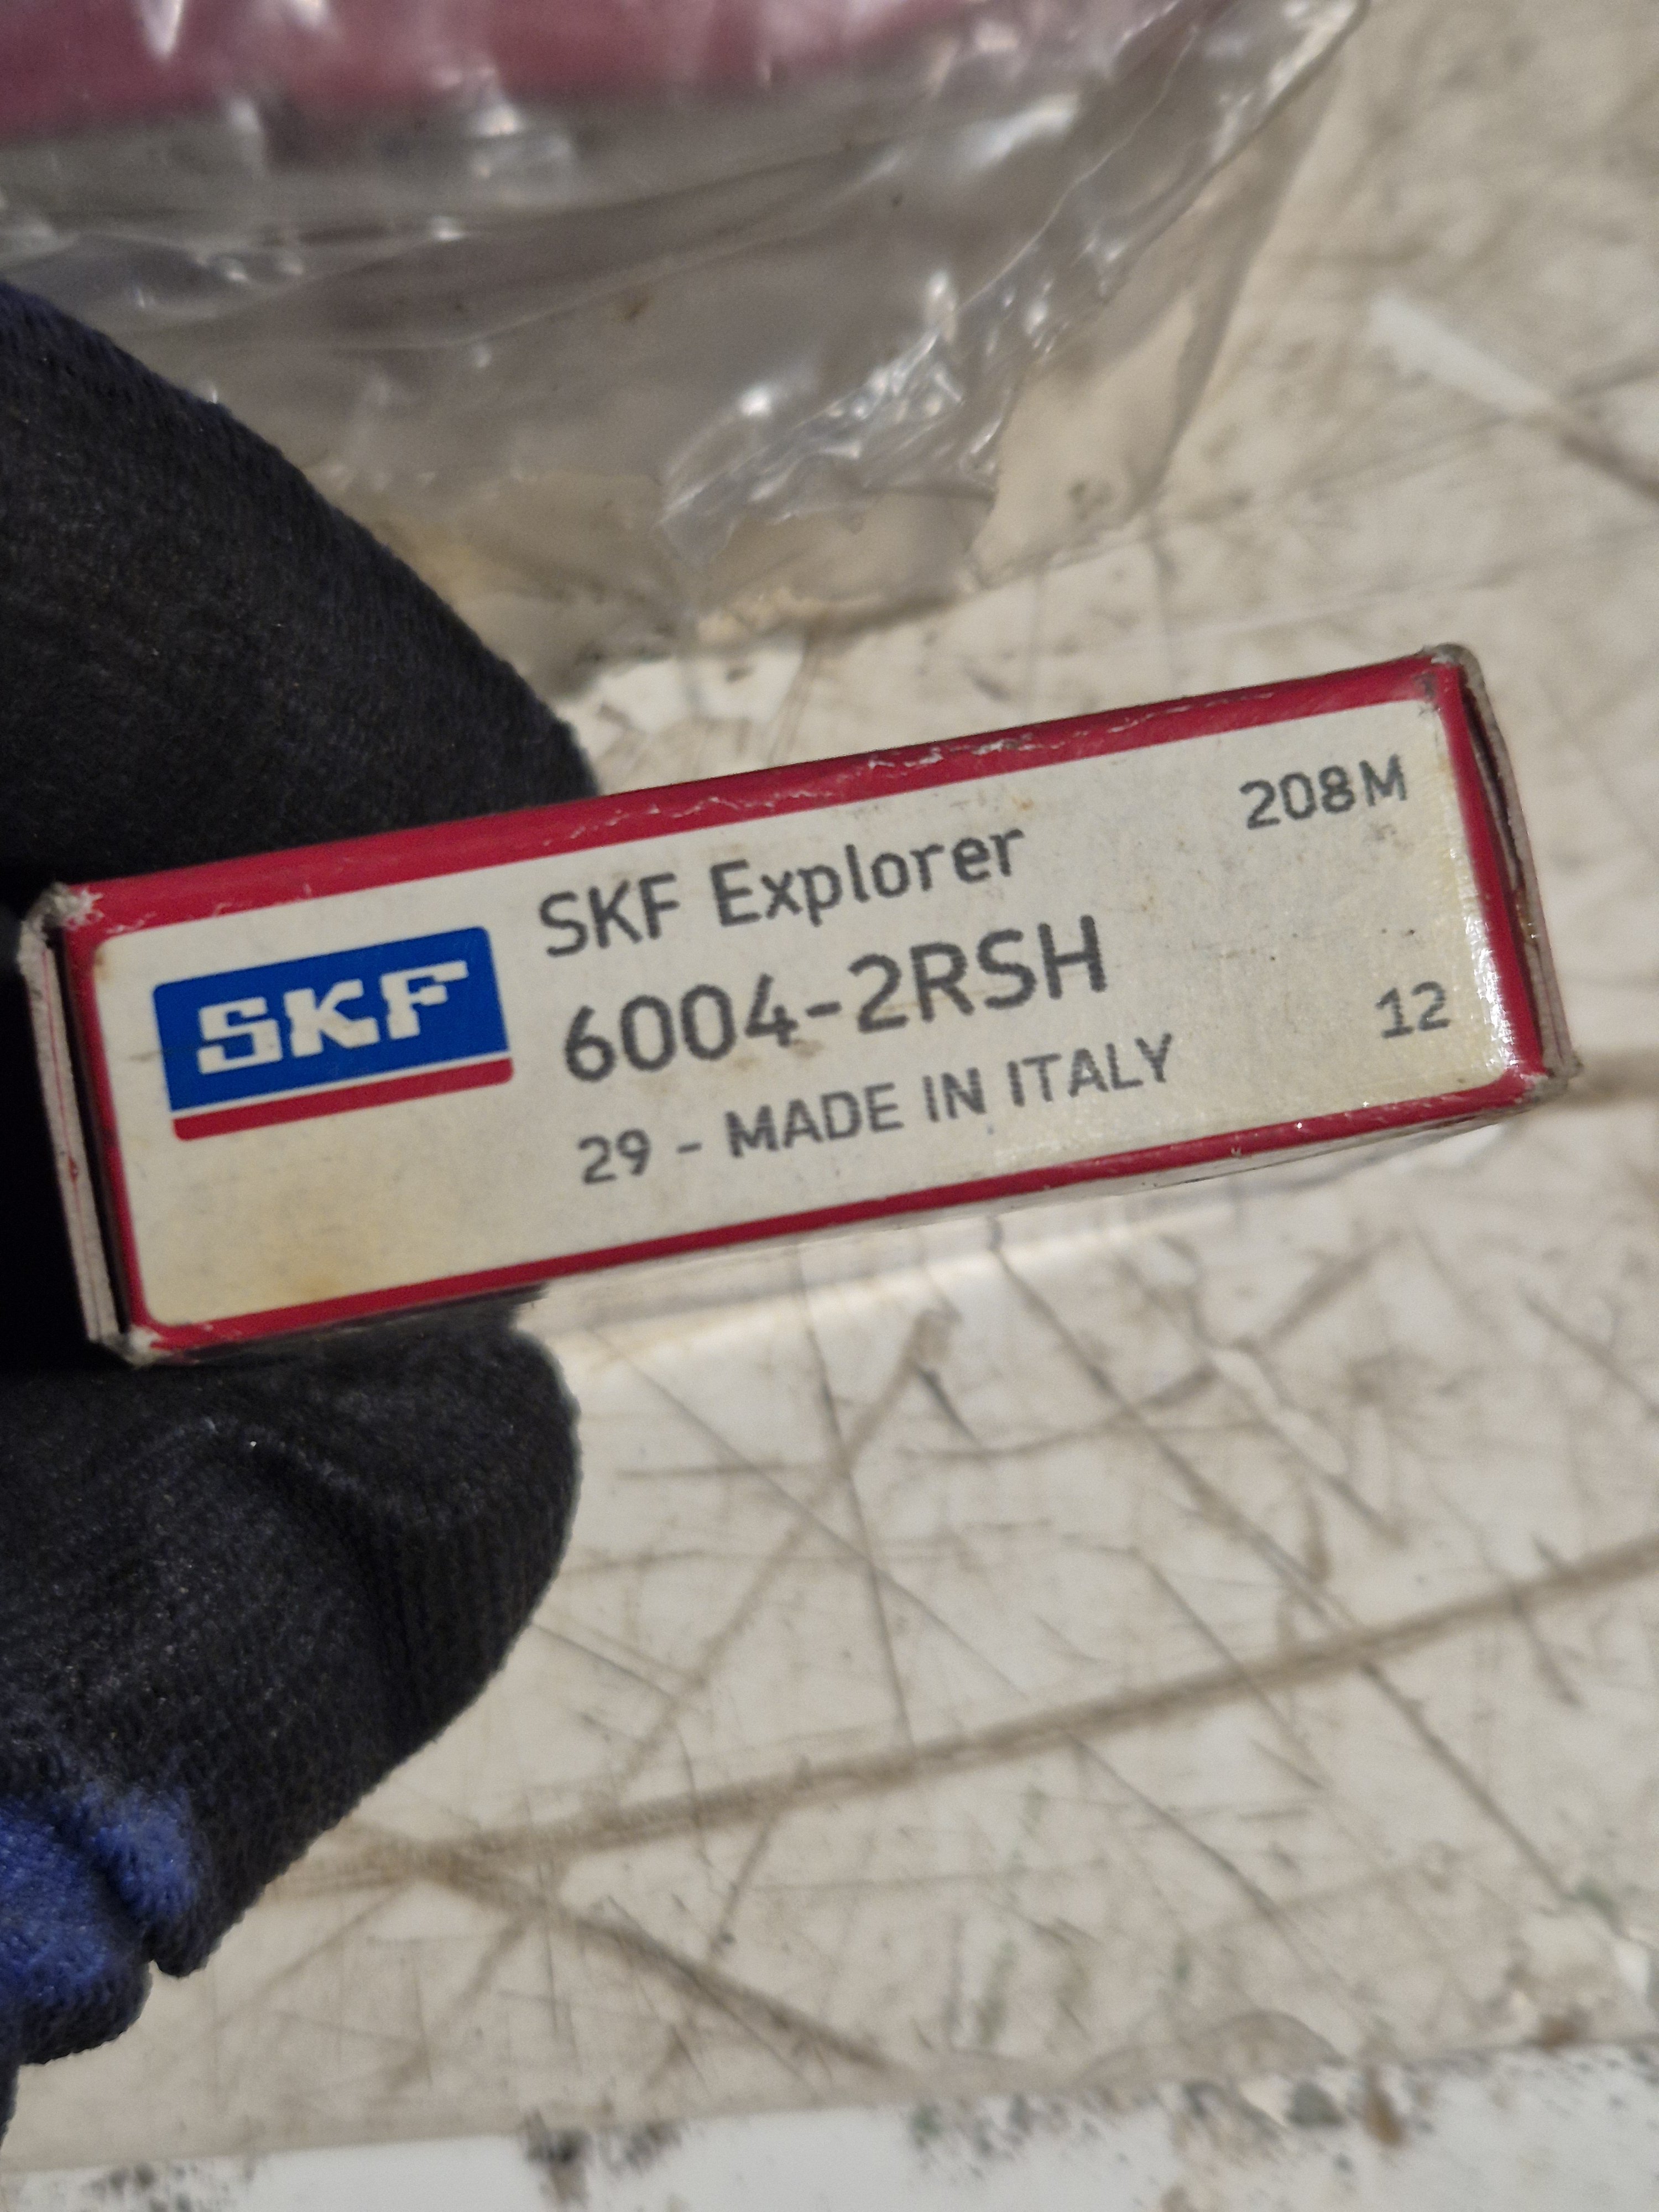 SKF
SKF Explorer
208M
6004-2RSH
12
29 - MADE IN ITALY